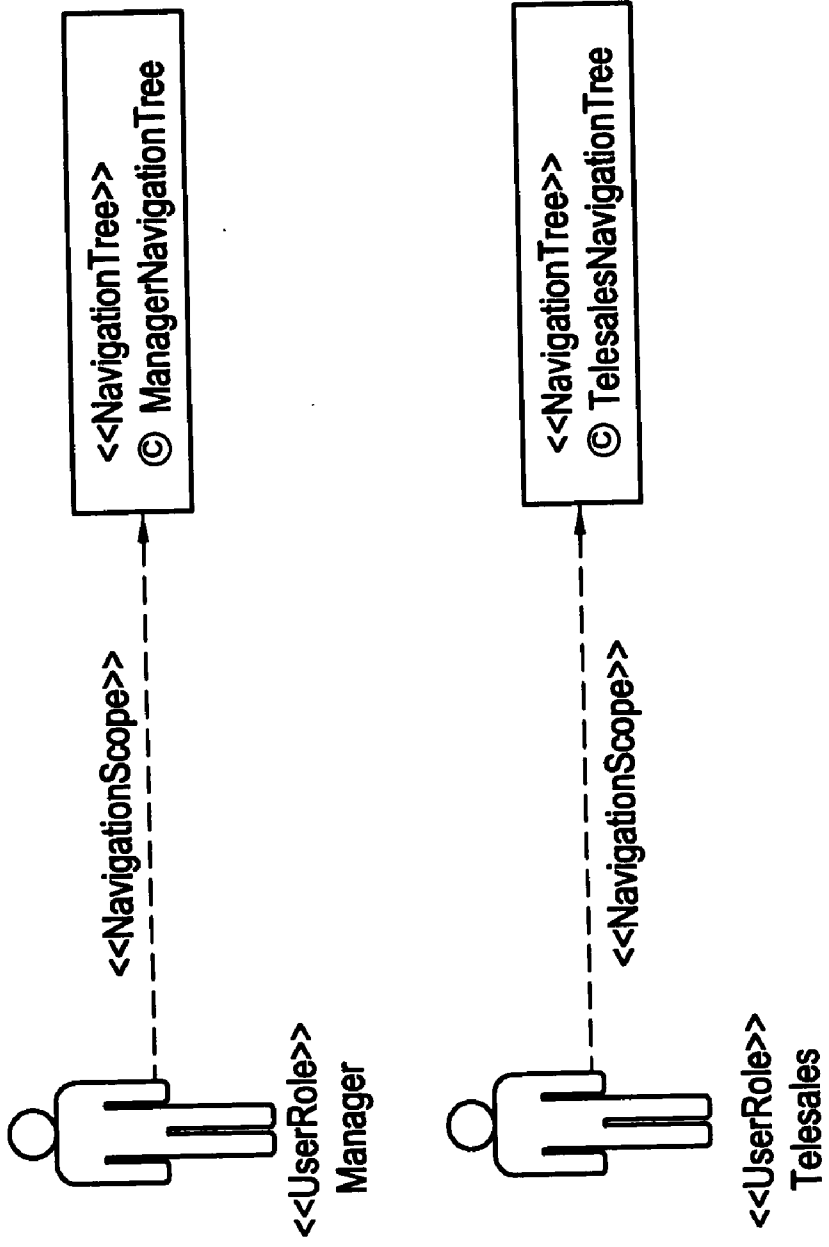 <<NavigationTree>>
© ManagerNavigationTree
<<NavigationScope>>
<<UserRole>>
Manager
<<NavigationTree>>
© TelesalesNavigationTree
<<NavigationScope>>
<<UserRole>>
Telesales